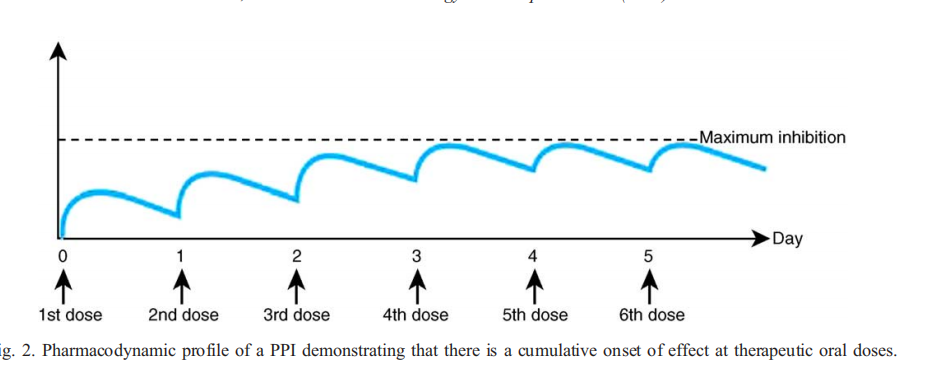 Maximum inhibition
Day
0 1 2 3 4 5
1st dose 2nd dose 3rd dose 4th dose 5th dose 6th dose
ig. 2. Pharmacodynamic profile of a PPI demonstrating that there is a cumulative onset of effect at therapeutic oral doses.